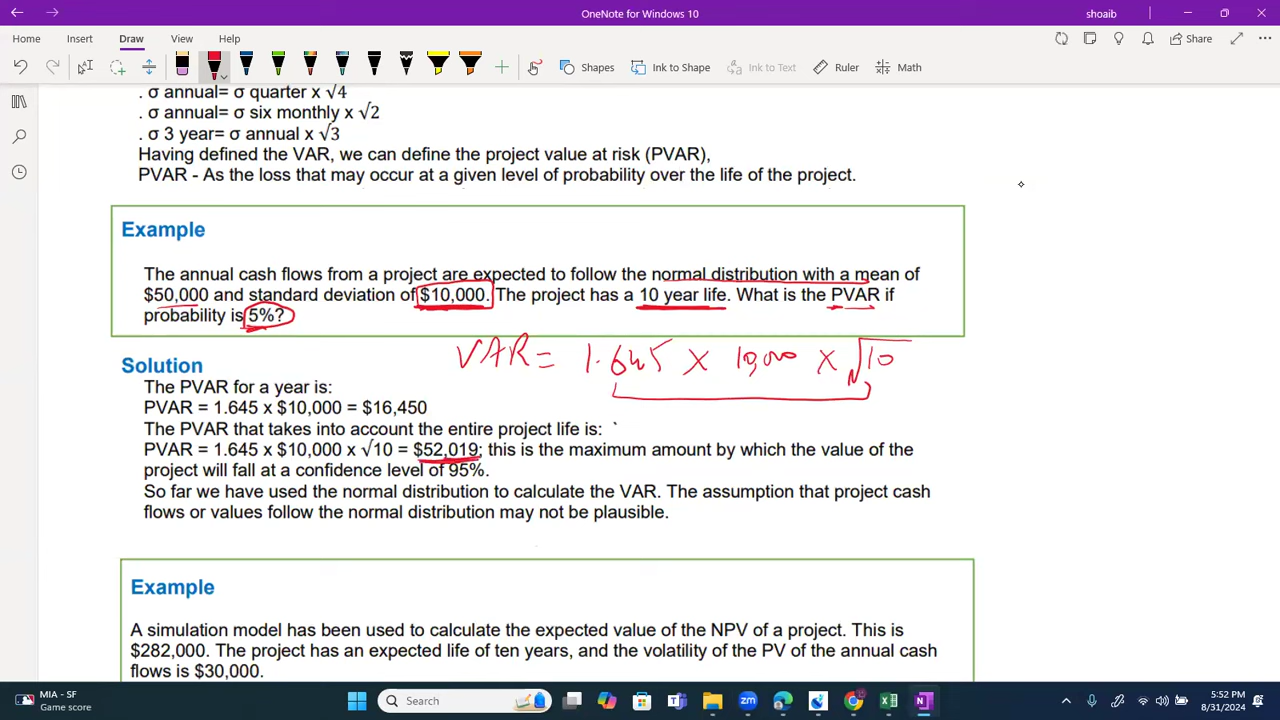 OneNote for Windows 10
shoaib
Home Insert Draw View Help
Share
Shapes Ink to Shape Ink to Text Ruler Math
. σ annual= σ quarter x √4
. σ annual= σ six monthly x √2
. σ 3 year= σ annual x √3
Having defined the VAR, we can define the project value at risk (PVAR),
PVAR - As the loss that may occur at a given level of probability over the life of the project.
Example
The annual cash flows from a project are expected to follow the normal distribution with a mean of
$50,000 and standard deviation of $10,000. The project has a 10 year life. What is the PVAR if
probability is 5%?
VAR = 1.645 x 10,000 x √10
Solution
The PVAR for a year is:
PVAR = 1.645 x $10,000 = $16,450
The PVAR that takes into account the entire project life is:
PVAR = 1.645 x $10,000 x √10 = $52,019; this is the maximum amount by which the value of the
project will fall at a confidence level of 95%.
So far we have used the normal distribution to calculate the VAR. The assumption that project cash
flows or values follow the normal distribution may not be plausible.
Example
A simulation model has been used to calculate the expected value of the NPV of a project. This is
$282,000. The project has an expected life of ten years, and the volatility of the PV of the annual cash
flows is $30,000.
MIA - SF
Game score
Search
5:52 PM
8/31/2024